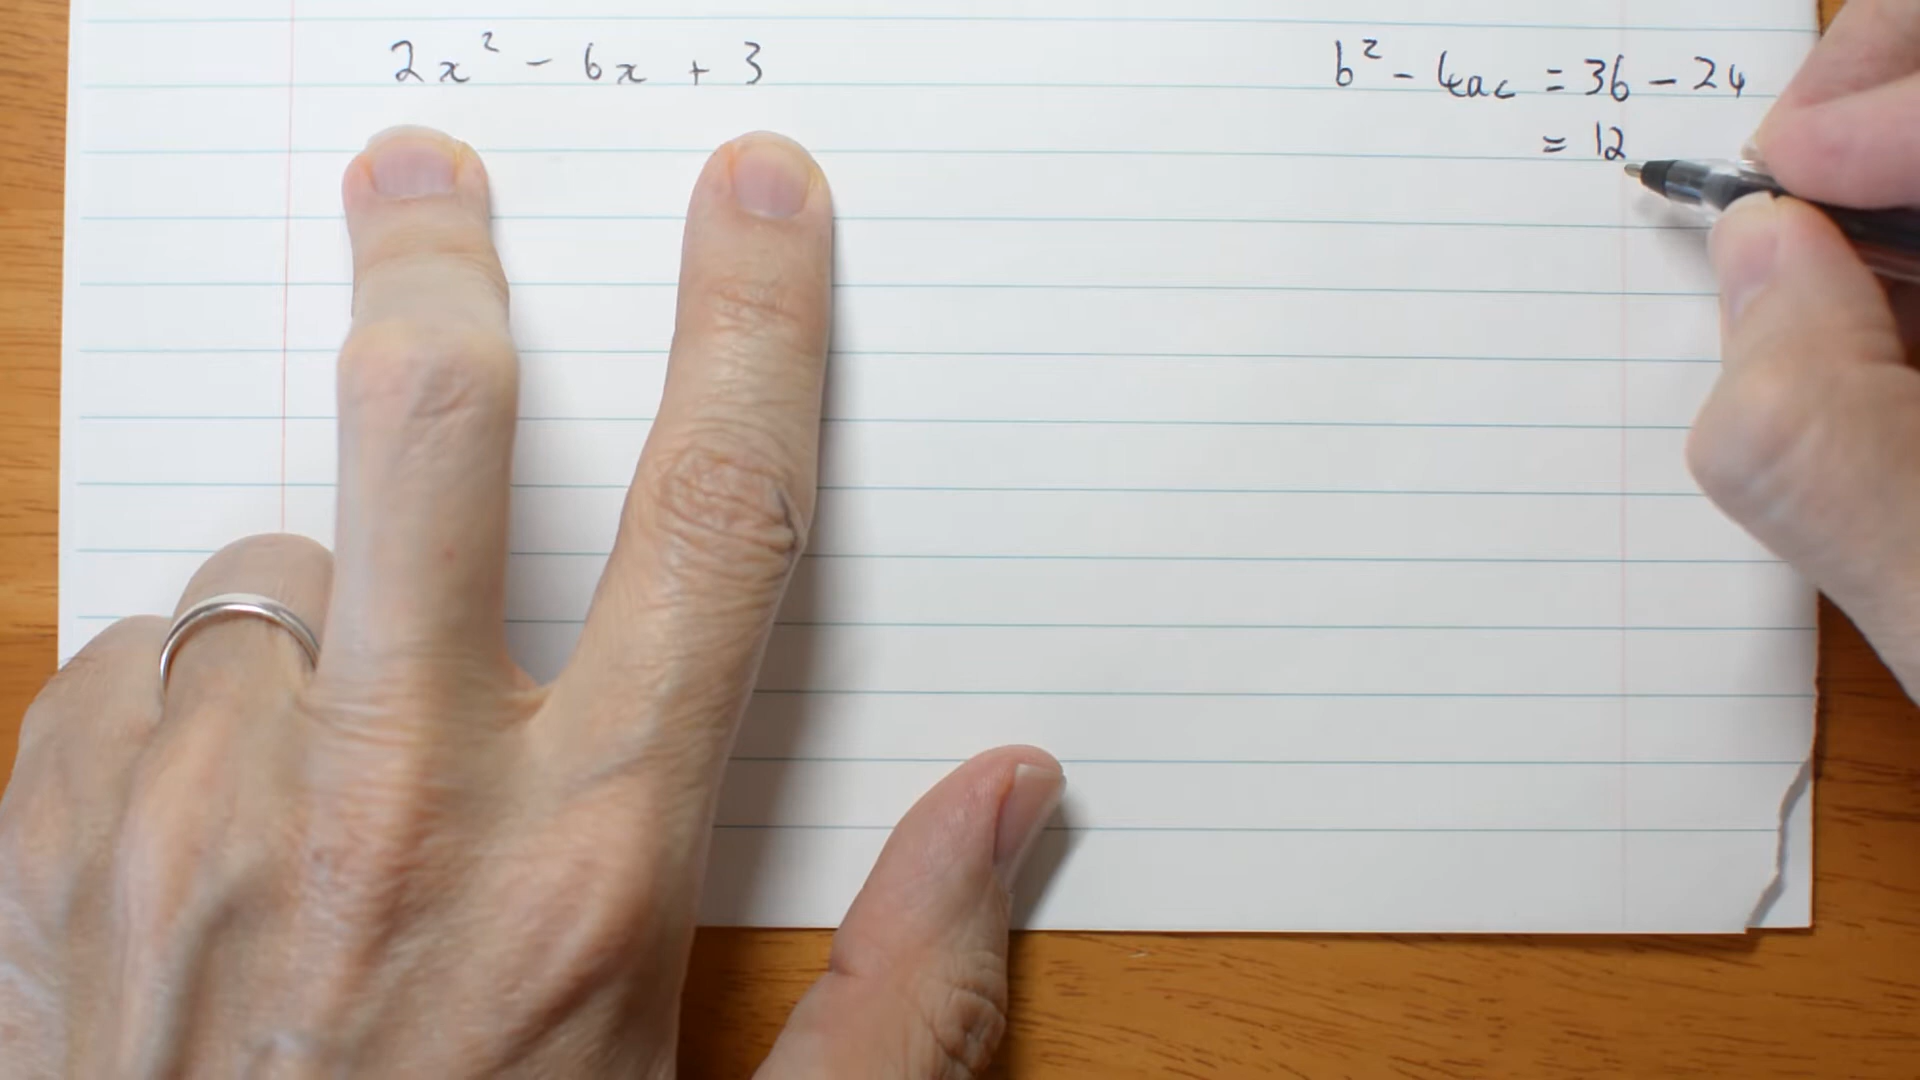 2x² - 6x + 3
b² - 4ac = 36 - 24
= 12